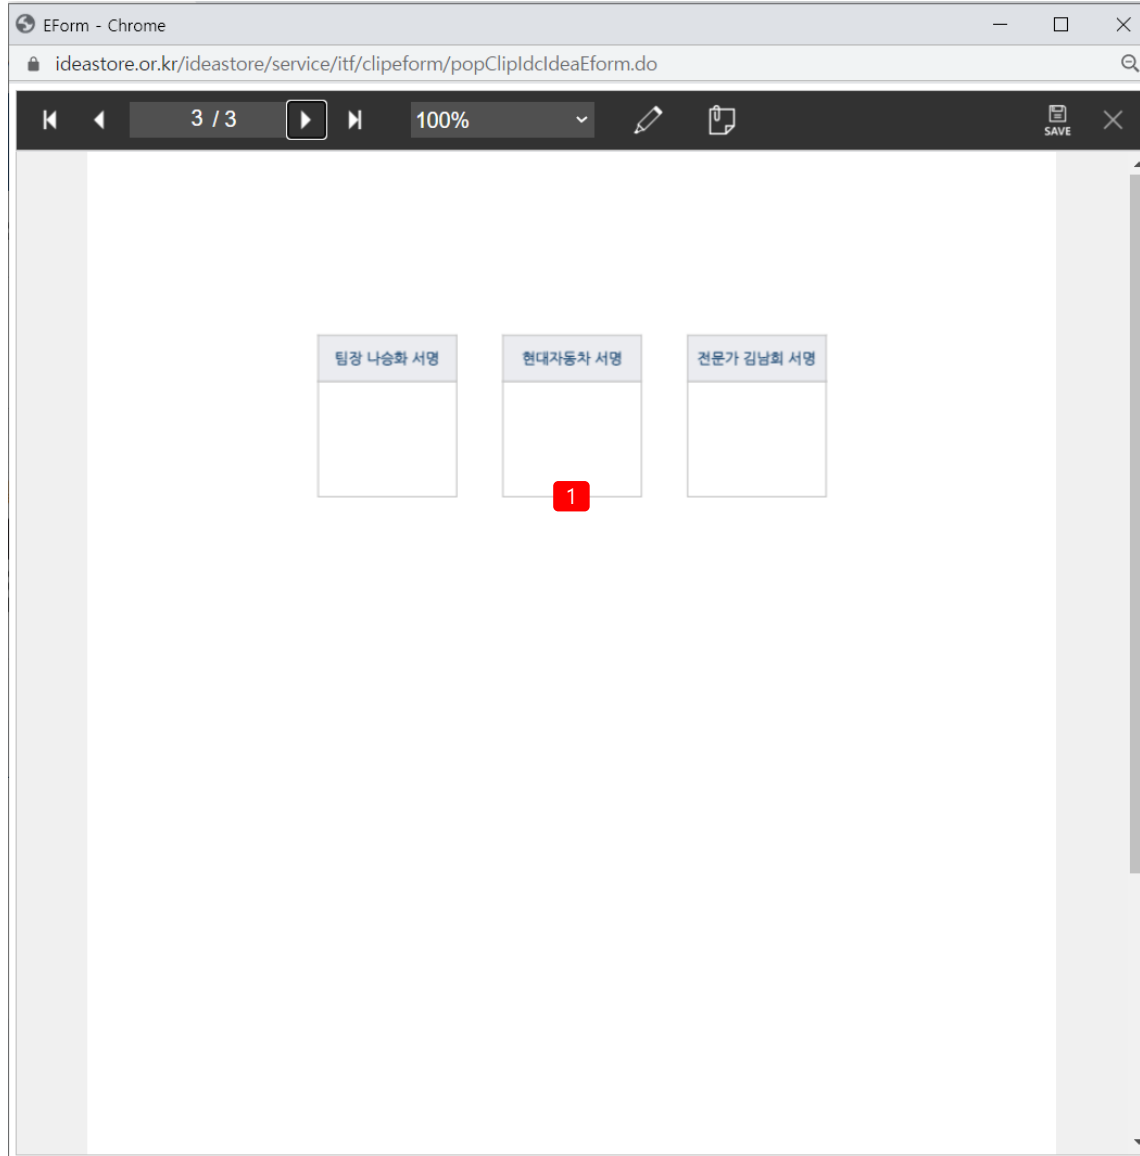 EForm - Chrome
ideastore.or.kr/ideastore/service/itf/clipeform/popClipIdcIdeaEform.do
3 / 3
100%
SAVE
팀장 나승화 서명
현대자동차 서명
전문가 김남희 서명
1